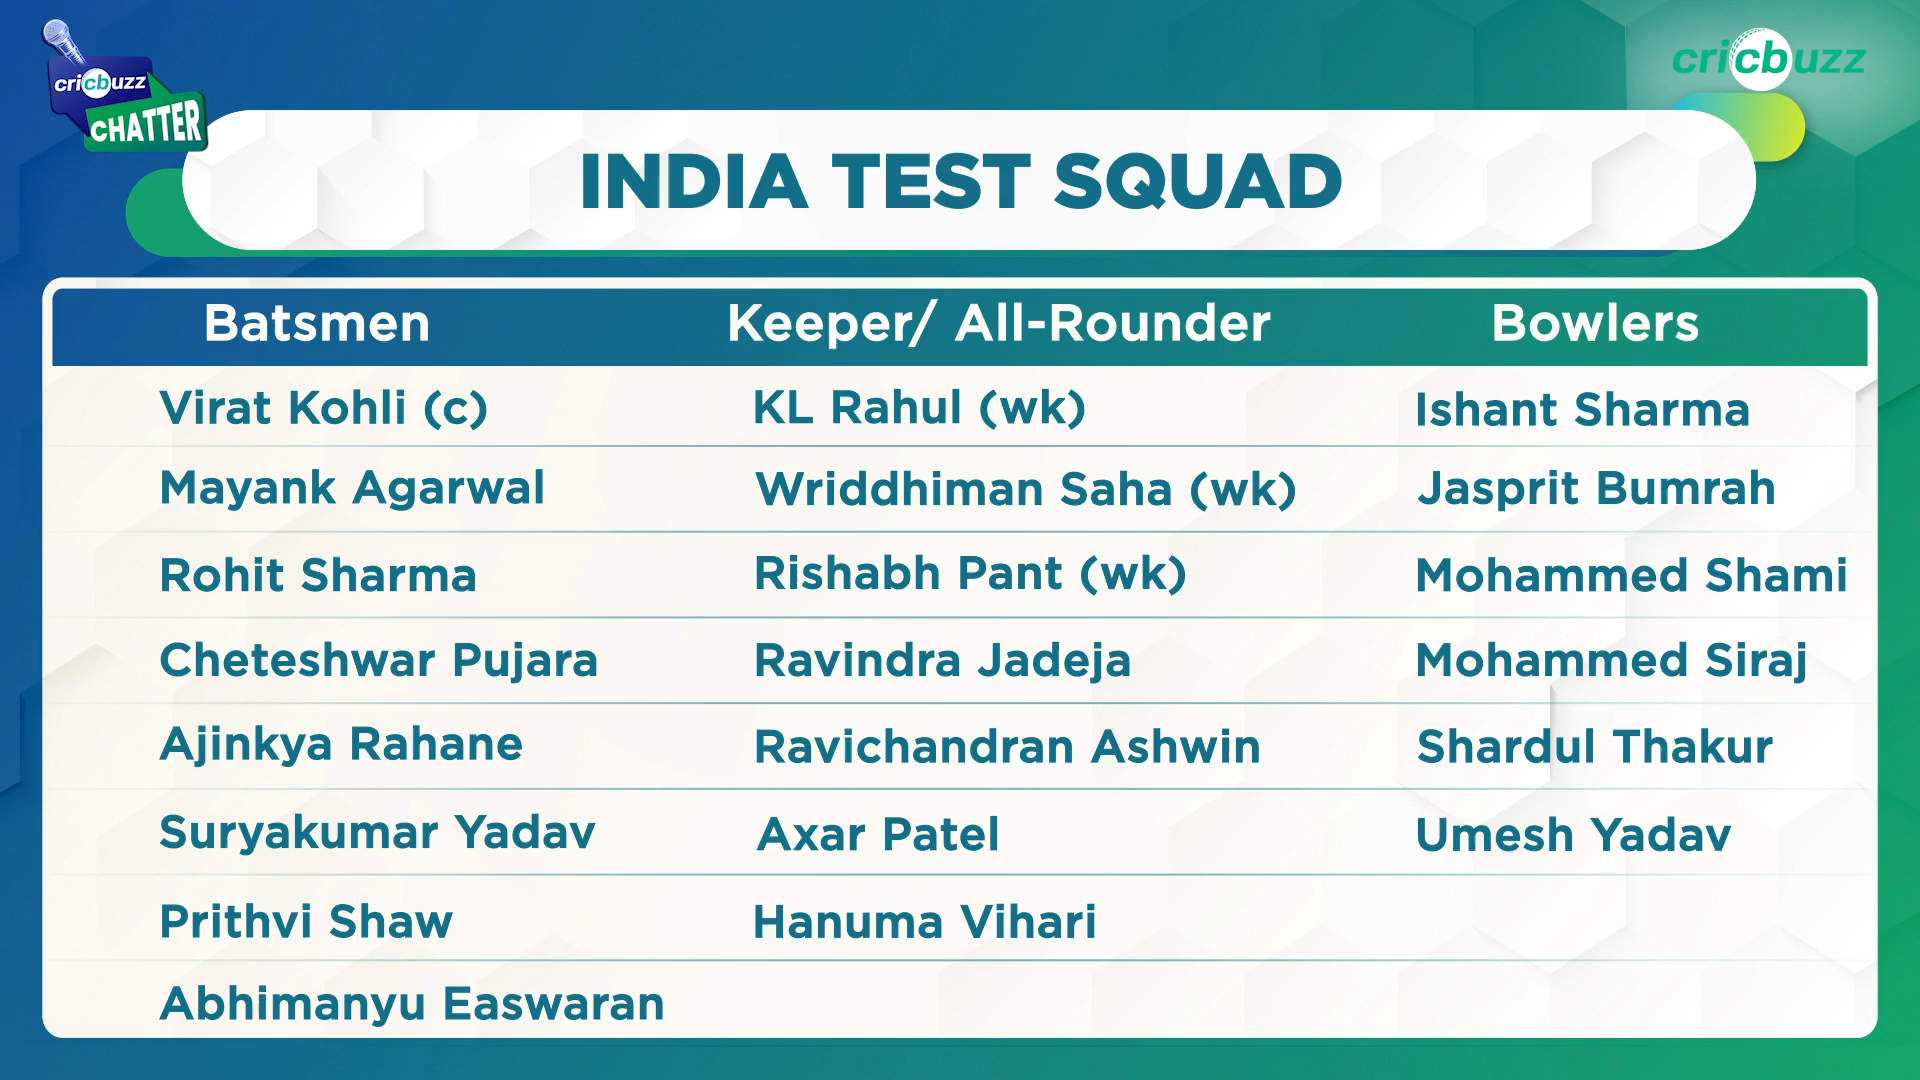 cricbuzz
CHATTER
cricbuzz
INDIA TEST SQUAD
Batsmen Keeper/ All-Rounder Bowlers
Virat Kohli (c) KL Rahul (wk) Ishant Sharma
Mayank Agarwal Wriddhiman Saha (wk) Jasprit Bumrah
Rohit Sharma Rishabh Pant (wk) Mohammed Shami
Cheteshwar Pujara Ravindra Jadeja Mohammed Siraj
Ajinkya Rahane Ravichandran Ashwin Shardul Thakur
Suryakumar Yadav Axar Patel Umesh Yadav
Prithvi Shaw Hanuma Vihari
Abhimanyu Easwaran